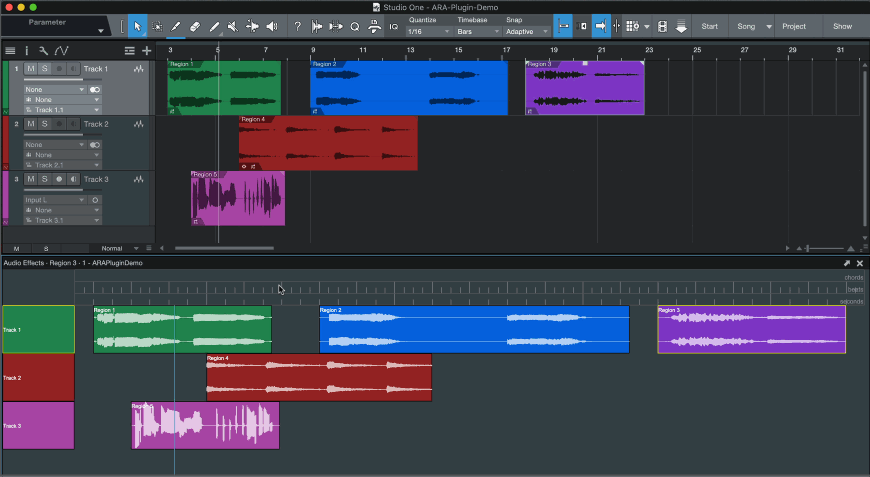 Studio One - ARA-Plugin-Demo
Parameter
Quantize
Timebase
Snap
IQ
1/16
Bars
Adaptive
Start
Song
Project
Show
3 5 7 9 11 13 15 17 19 21 23 25 27 29 31
1 M S Track 1
None
None
Track 1.1
Region 1
Region 2
Region 3
2 M S Track 2
None
None
Track 2.1
Region 4
3 M S Track 3
Input L
None
Track 3.1
Region 5
M S Normal
Audio Effects - Region 3 - 1 - ARAPluginDemo
chords
beats
seconds
Track 1
Region 1
Region 2
Region 3
Track 2
Region 4
Track 3